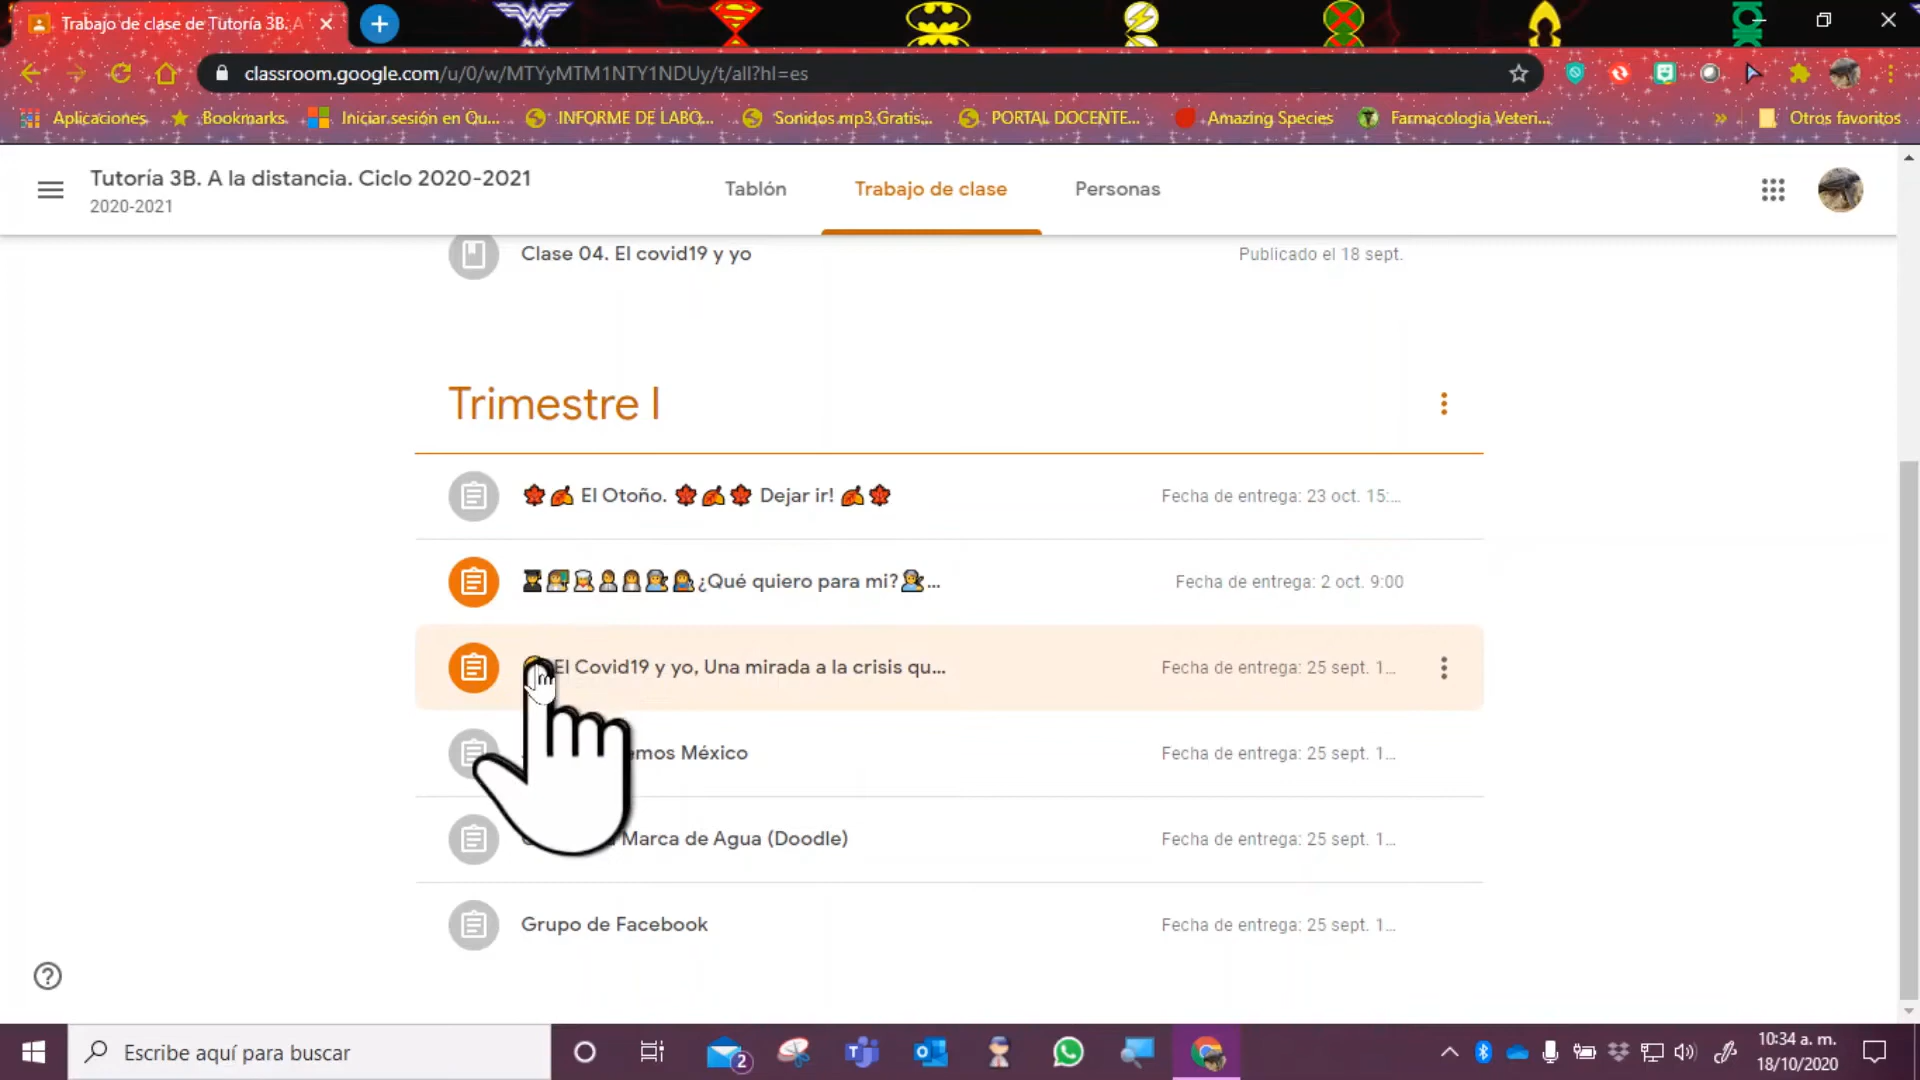 Trabajo de clase de Tutoría 3B. A
classroom.google.com/u/0/w/MTYyMTM1NTY1NDUy/t/all?hl=es
Aplicaciones Bookmarks Iniciar sesión en Qu... INFORME DE LABO... Sonidos mp3 Gratis... PORTAL DOCENTE... Amazing Species Farmacologia Veteri... » Otros favoritos
Tutoría 3B. A la distancia. Ciclo 2020-2021
2020-2021
Tablón Trabajo de clase Personas
Clase 04. El covid19 y yo Publicado el 18 sept.
Trimestre I
🍁🍂 El Otoño. 🍁🍂🍁 Dejar ir! 🍂🍁 Fecha de entrega: 23 oct. 15:...
¿Qué quiero para mi? ... Fecha de entrega: 2 oct. 9:00
El Covid19 y yo, Una mirada a la crisis qu... Fecha de entrega: 25 sept. 1...
México Fecha de entrega: 25 sept. 1...
Marca de Agua (Doodle) Fecha de entrega: 25 sept. 1...
Grupo de Facebook Fecha de entrega: 25 sept. 1...
Escribe aquí para buscar
2
10:34 a. m.
18/10/2020